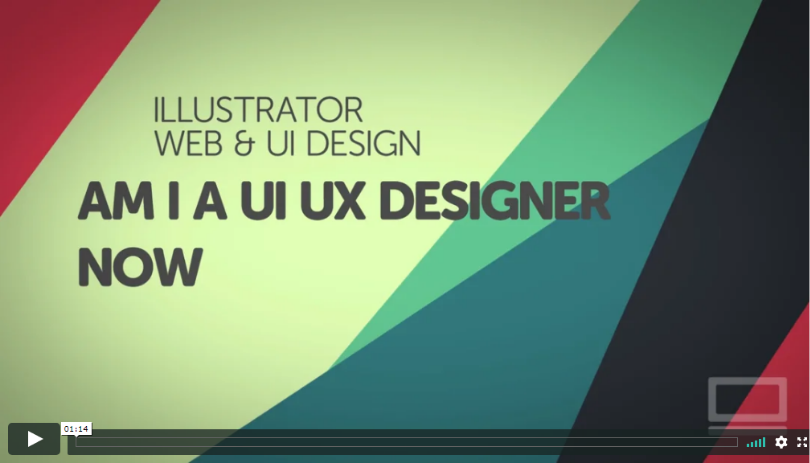 ILLUSTRATOR
WEB & UI DESIGN
AM I A UI UX DESIGNER
NOW
01:14